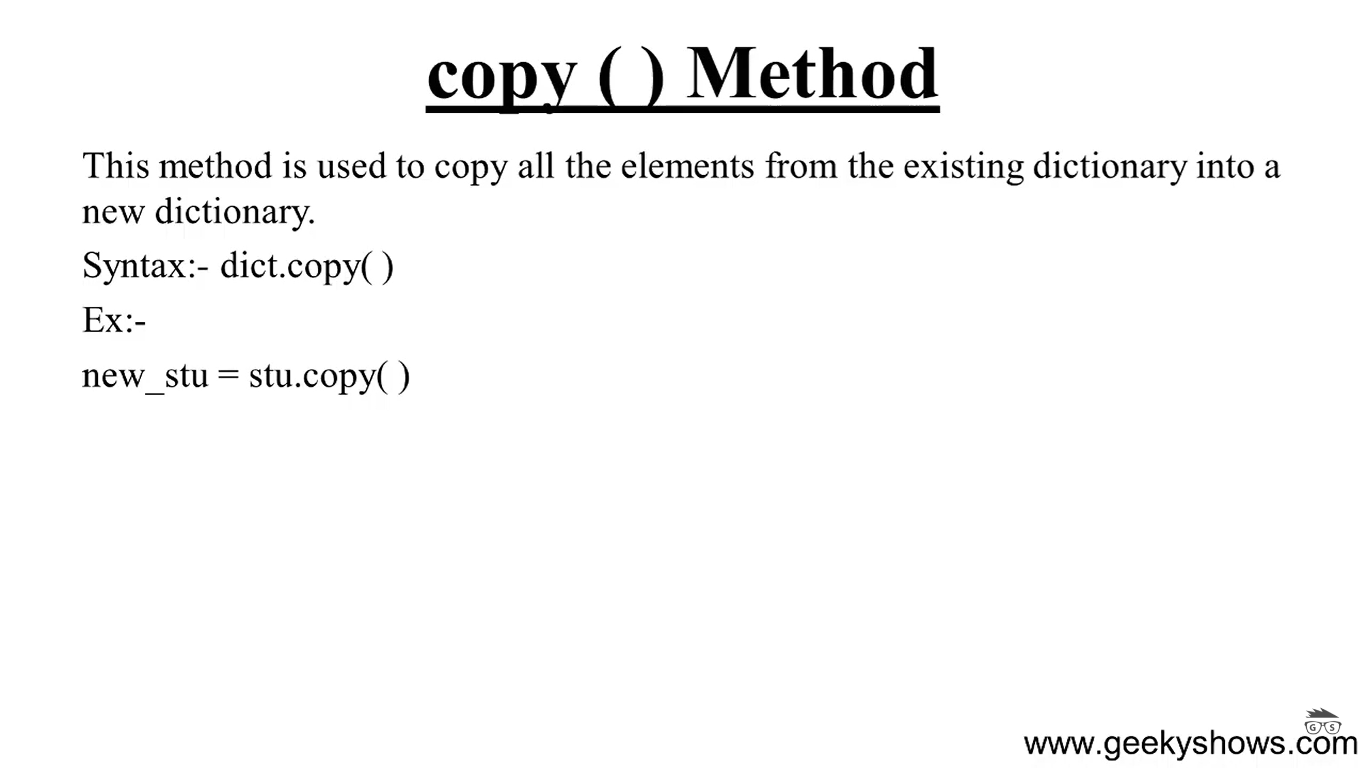 copy ( ) Method
This method is used to copy all the elements from the existing dictionary into a
new dictionary.
Syntax:- dict.copy( )
Ex:-
new_stu = stu.copy( )
G S
www.geekyshows.com